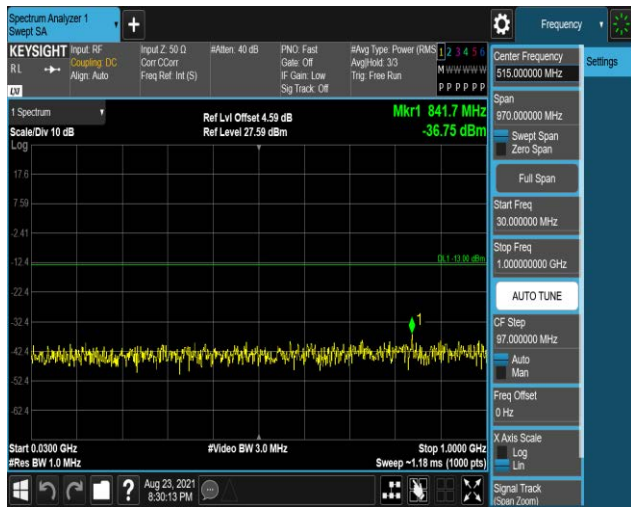 Spectrum Analyzer 1
Swept SA
Frequency
KEYSIGHT
RL
LXI
Input: RF
Coupling: DC
Align: Auto
Input Z: 50 Ω
Corr CCorr
Freq Ref: Int (S)
#Atten: 40 dB
PNO: Fast
Gate: Off
IF Gain: Low
Sig Track: Off
#Avg Type: Power (RMS
Avg|Hold: 3/3
Trig: Free Run
1 2 3 4 5 6
M W W W W W
P P P P P P
1 Spectrum
Scale/Div 10 dB
Log
Ref Lvl Offset 4.59 dB
Ref Level 27.59 dBm
Mkr1 841.7 MHz
-36.75 dBm
17.6
7.59
-2.41
-12.4
DL1 -13.00 dBm
-22.4
-32.4
1
-42.4
-52.4
-62.4
Start 0.0300 GHz
#Res BW 1.0 MHz
#Video BW 3.0 MHz
Stop 1.0000 GHz
Sweep ~1.18 ms (1000 pts)
Aug 23, 2021
8:30:13 PM
Center Frequency
515.000000 MHz
Span
970.000000 MHz
Swept Span
Zero Span
Full Span
Start Freq
30.000000 MHz
Stop Freq
1.000000000 GHz
AUTO TUNE
CF Step
97.000000 MHz
Auto
Man
Freq Offset
0 Hz
X Axis Scale
Log
Lin
Signal Track
(Span Zoom)
Settings